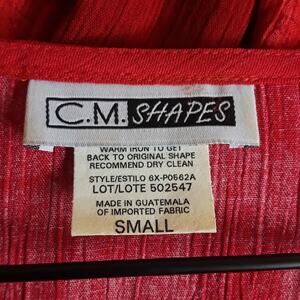 C.M. SHAPES
WARM IRON TO GET
BACK TO ORIGINAL SHAPE
RECOMMEND DRY CLEAN
STYLE/ESTILO 6X-P0562A
LOT/LOTE 502547
MADE IN GUATEMALA
OF IMPORTED FABRIC
SMALL